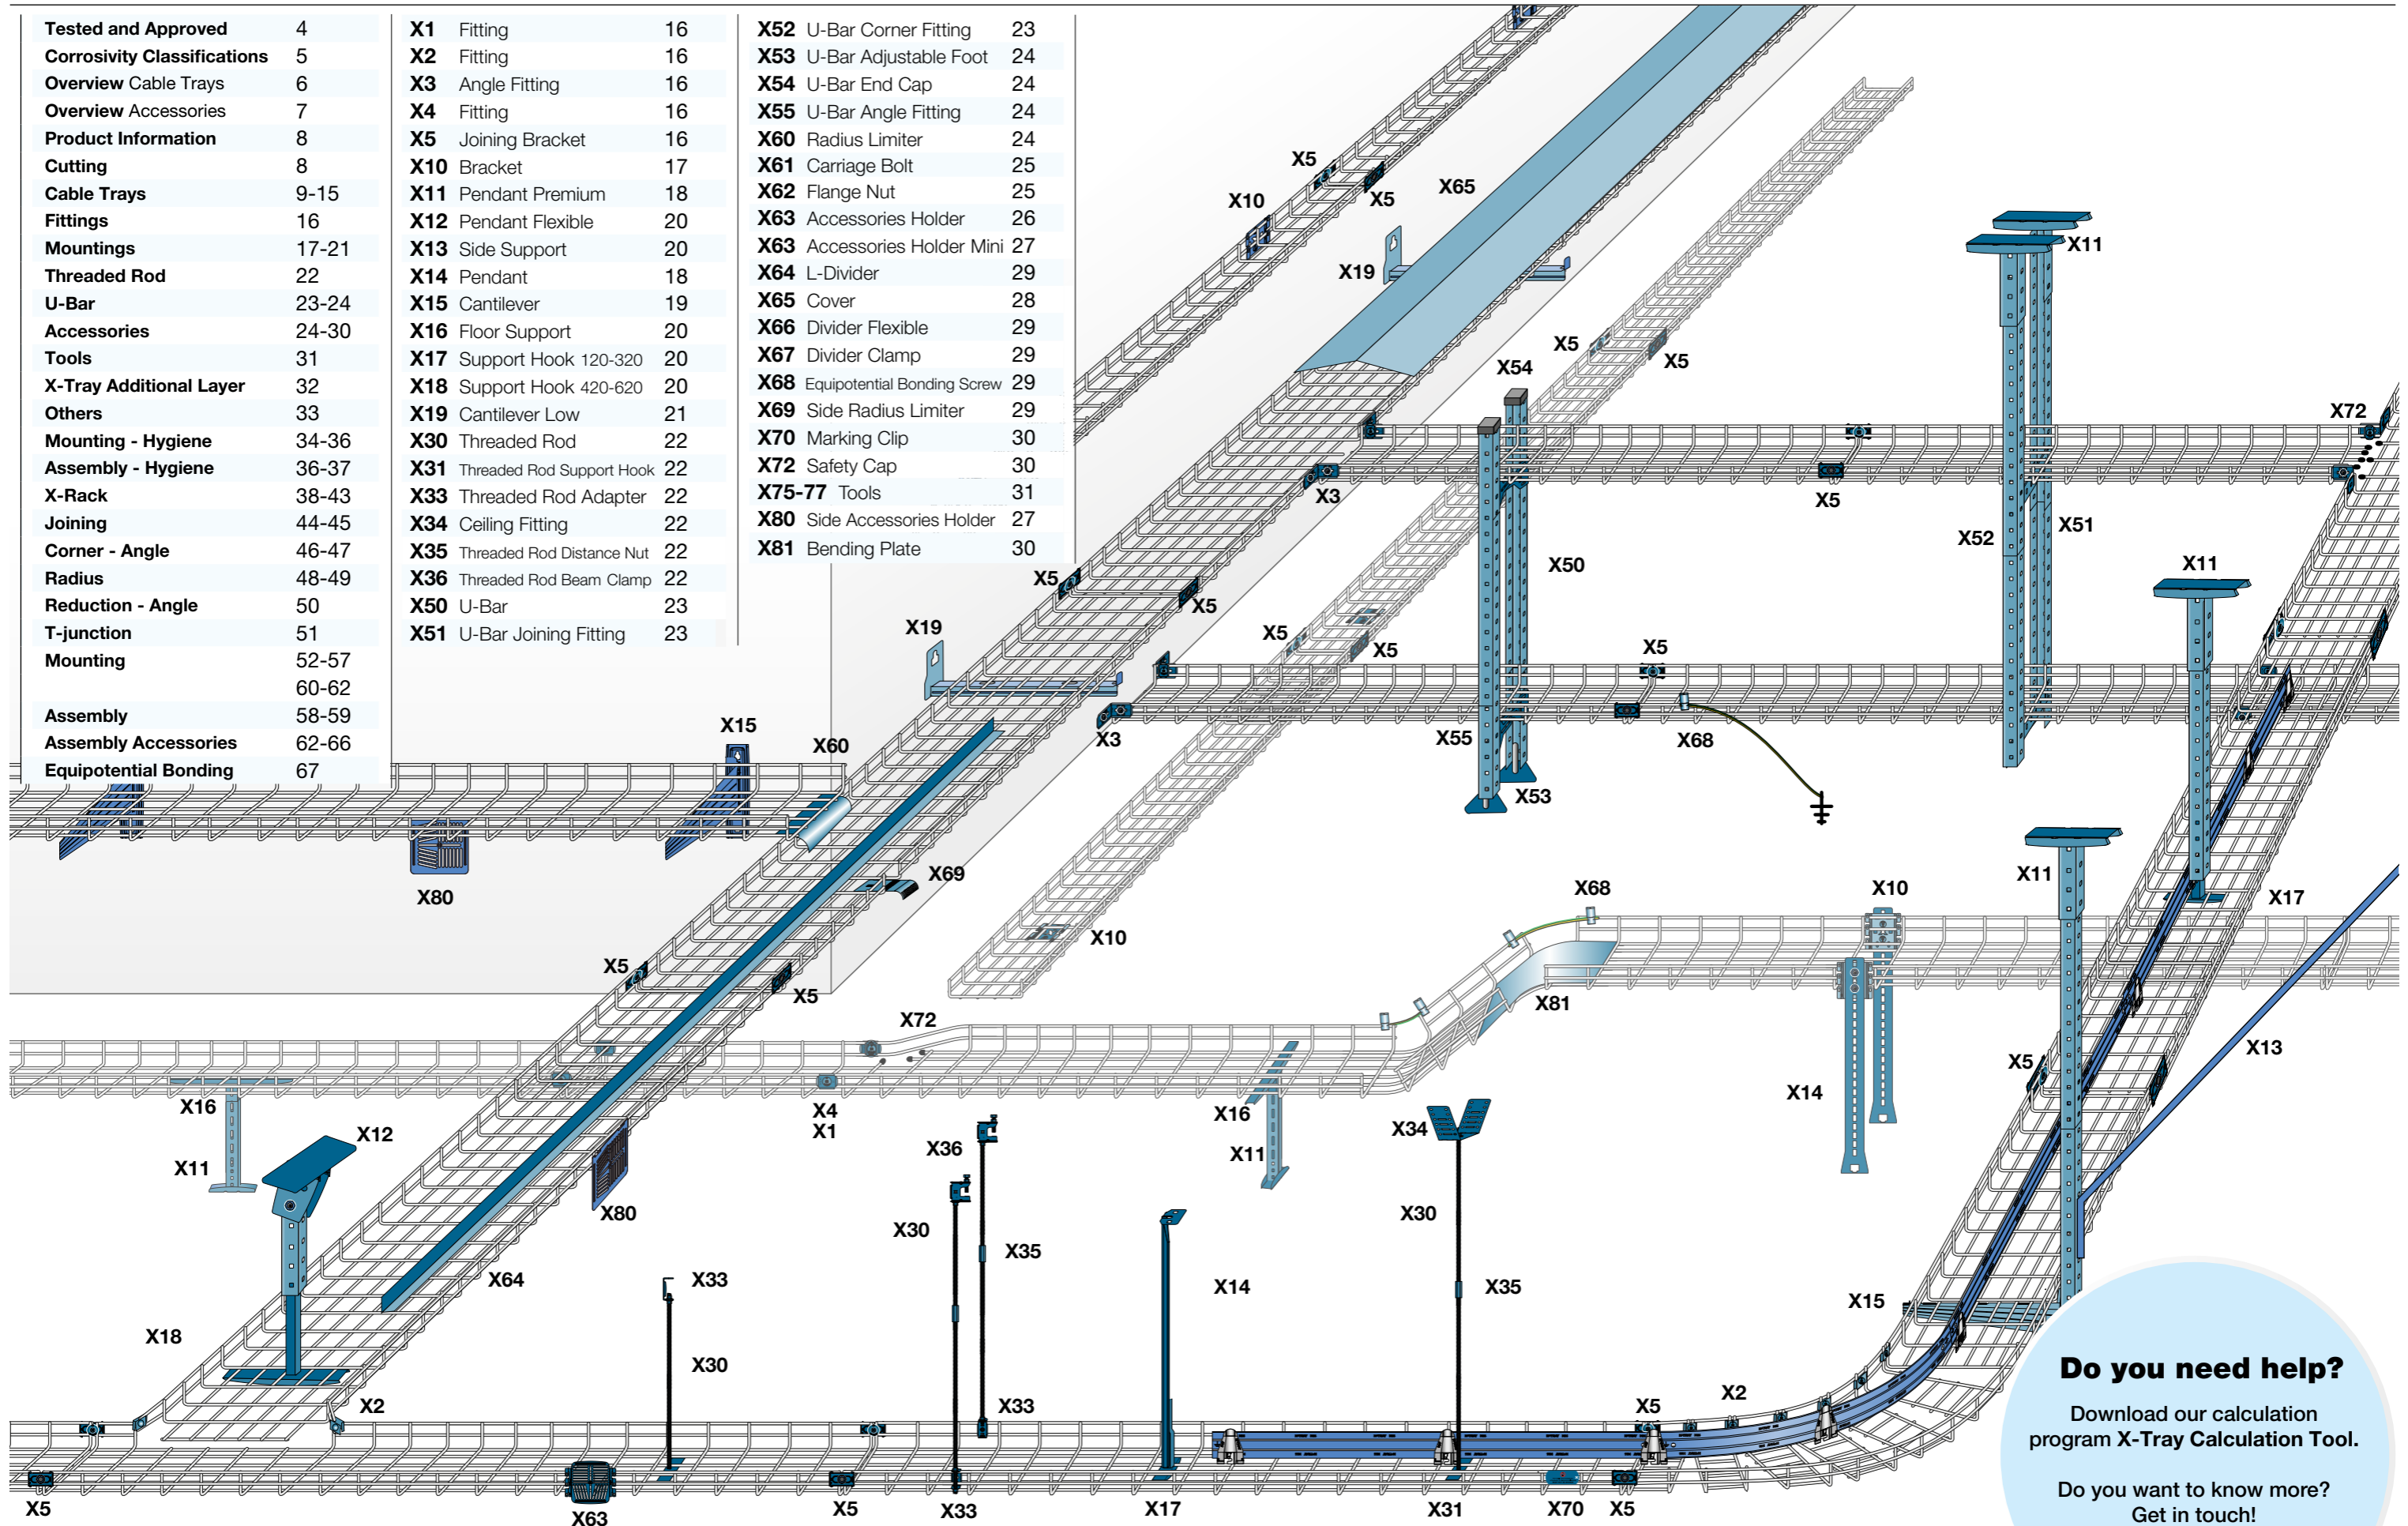 Tested and Approved 4
Corrosivity Classifications 5
Overview Cable Trays 6
Overview Accessories 7
Product Information 8
Cutting 8
Cable Trays 9-15
Fittings 16
Mountings 17-21
Threaded Rod 22
U-Bar 23-24
Accessories 24-30
Tools 31
X-Tray Additional Layer 32
Others 33
Mounting - Hygiene 34-36
Assembly - Hygiene 36-37
X-Rack 38-43
Joining 44-45
Corner - Angle 46-47
Radius 48-49
Reduction - Angle 50
T-junction 51
Mounting 52-57
60-62
Assembly 58-59
Assembly Accessories 62-66
Equipotential Bonding 67
X1 Fitting 16
X2 Fitting 16
X3 Angle Fitting 16
X4 Fitting 16
X5 Joining Bracket 16
X10 Bracket 17
X11 Pendant Premium 18
X12 Pendant Flexible 20
X13 Side Support 20
X14 Pendant 18
X15 Cantilever 19
X16 Floor Support 20
X17 Support Hook 120-320 20
X18 Support Hook 420-620 20
X19 Cantilever Low 21
X30 Threaded Rod 22
X31 Threaded Rod Support Hook 22
X33 Threaded Rod Adapter 22
X34 Ceiling Fitting 22
X35 Threaded Rod Distance Nut 22
X36 Threaded Rod Beam Clamp 22
X50 U-Bar 23
X51 U-Bar Joining Fitting 23
X52 U-Bar Corner Fitting 23
X53 U-Bar Adjustable Foot 24
X54 U-Bar End Cap 24
X55 U-Bar Angle Fitting 24
X60 Radius Limiter 24
X61 Carriage Bolt 25
X62 Flange Nut 25
X63 Accessories Holder 26
X63 Accessories Holder Mini 27
X64 L-Divider 29
X65 Cover 28
X66 Divider Flexible 29
X67 Divider Clamp 29
X68 Equipotential Bonding Screw 29
X69 Side Radius Limiter 29
X70 Marking Clip 30
X72 Safety Cap 30
X75-77 Tools 31
X80 Side Accessories Holder 27
X81 Bending Plate 30
X5
X65
X5
X10
X11
X19
X5
X5
X54
X72
X3
X5
X51
X52
X50
X11
X5
X5
X19
X5
X5
X5
X15
X60
X3
X55
X68
X53
X69
X80
X11
X68
X10
X17
X10
X5
X5
X81
X72
X13
X5
X14
X16
X4
X1
X16
X34
X12
X36
X11
X11
X80
X30
X30
X35
X33
X64
X14
X35
X15
X18
X30
X2
X33
X5
X2
X5
X63
X5
X33
X17
X31
X70
X5
Do you need help?
Download our calculation
program X-Tray Calculation Tool.
Do you want to know more?
Get in touch!